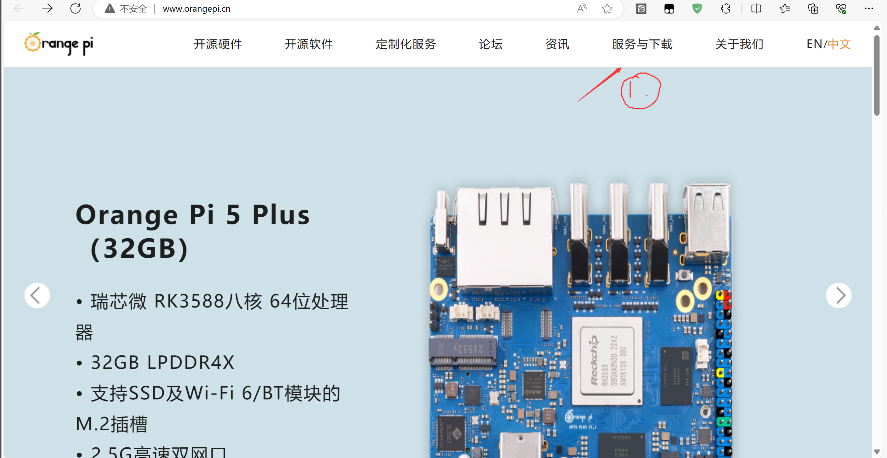 不安全 | www.orangepi.cn
Orange pi 开源硬件 开源软件 定制化服务 论坛 资讯 服务与下载 关于我们 EN/中文
1.
Orange Pi 5 Plus
（32GB）
• 瑞芯微 RK3588八核 64位处理
器
• 32GB LPDDR4X
• 支持SSD及Wi-Fi 6/BT模块的
M.2插槽
• 2.5G高速双网口
Rockchip
RK3588
Orange pi